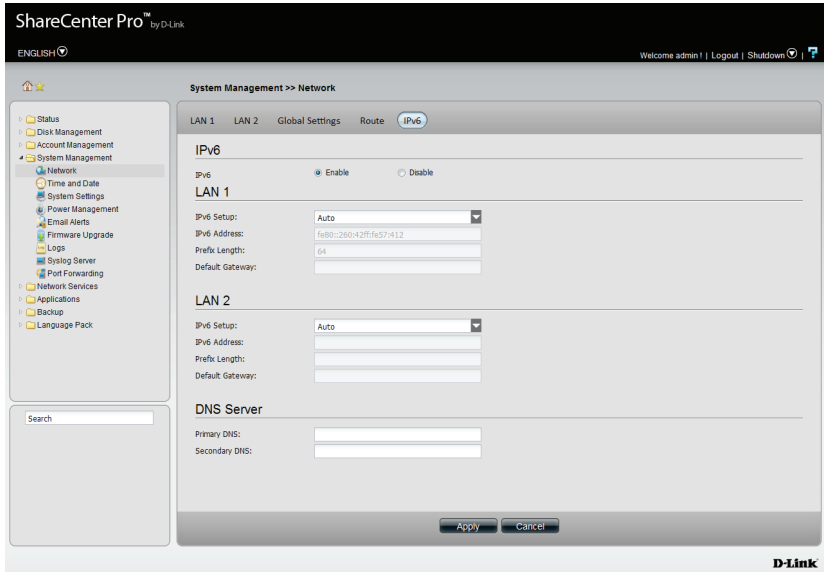 ShareCenter Pro™ by D-Link
ENGLISH
Welcome admin ! | Logout | Shutdown | ?
System Management >> Network
Status
Disk Management
Account Management
System Management
Network
Time and Date
System Settings
Power Management
Email Alerts
Firmware Upgrade
Logs
Syslog Server
Port Forwarding
Network Services
Applications
Backup
Language Pack
Search
LAN 1 LAN 2 Global Settings Route IPv6
IPv6
IPv6 Enable Disable
LAN 1
IPv6 Setup: Auto
IPv6 Address: fe80::260:42ff:fe57:412
Prefix Length: 64
Default Gateway:
LAN 2
IPv6 Setup: Auto
IPv6 Address:
Prefix Length:
Default Gateway:
DNS Server
Primary DNS:
Secondary DNS:
Apply Cancel
D-Link